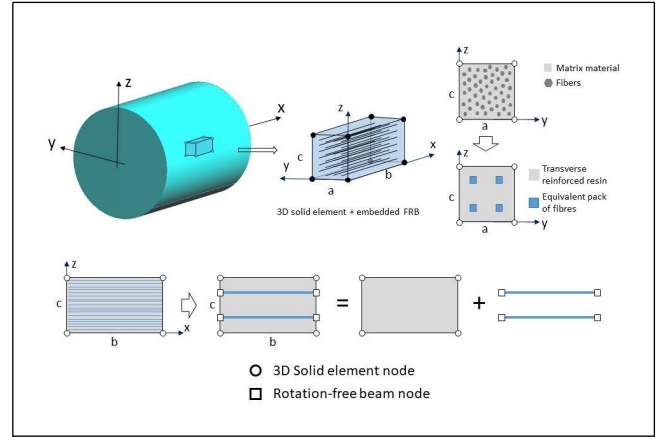 z
x
y
z
x
y
c
a
b
3D solid element + embedded FRB
z
c
a
y
Matrix material
Fibers
z
c
a
y
Transverse
reinforced resin
Equivalent pack
of fibres
z
c
b
x
c
b
=
+
3D Solid element node
Rotation-free beam node